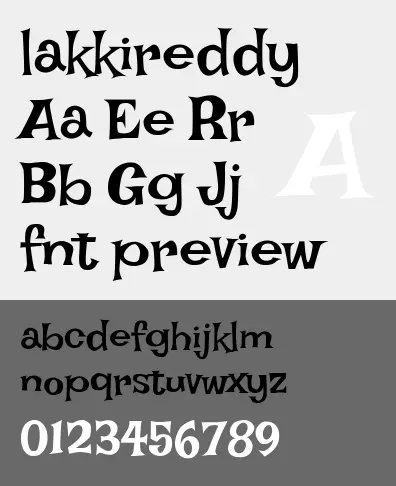 lakkireddy
Aa Ee Rr
A
Bb Gg Jj
fnt preview
abcdefghijklm
nopqrstuvwxyz
0123456789